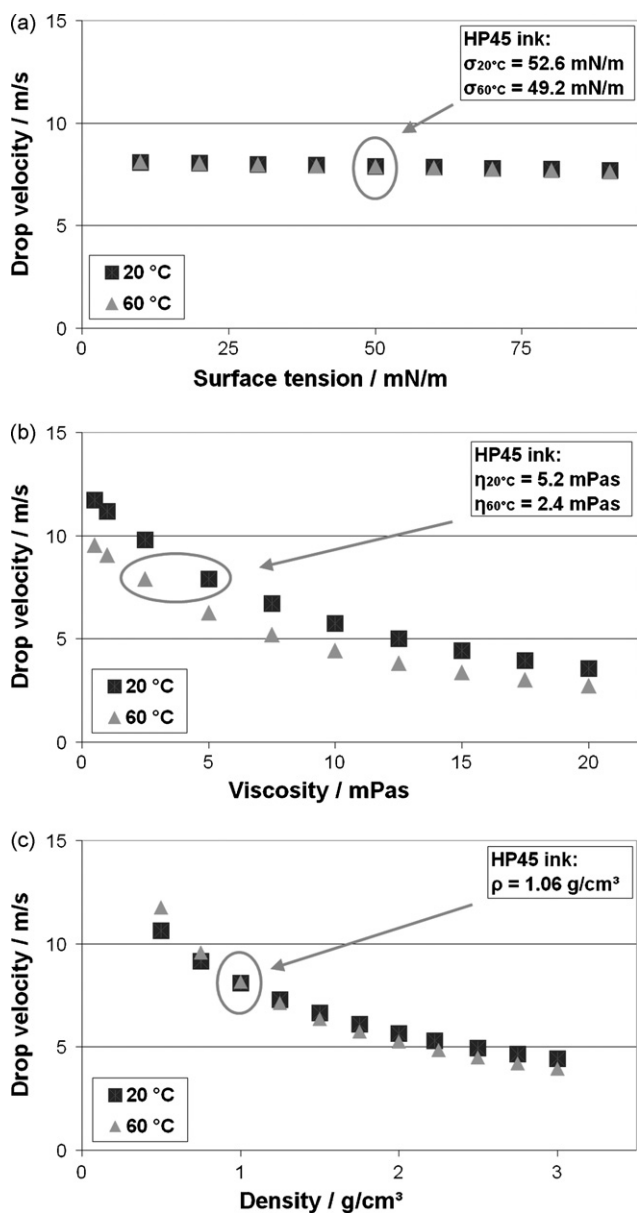 (a)
15
10
5
0
Drop velocity / m/s
HP45 ink:
σ20°C = 52.6 mN/m
σ60°C = 49.2 mN/m
20 °C
60 °C
0 25 50 75
Surface tension / mN/m
(b)
15
10
5
0
Drop velocity / m/s
HP45 ink:
η20°C = 5.2 mPas
η60°C = 2.4 mPas
20 °C
60 °C
0 5 10 15 20
Viscosity / mPas
(c)
15
10
5
0
Drop velocity / m/s
HP45 ink:
ρ = 1.06 g/cm³
20 °C
60 °C
0 1 2 3
Density / g/cm³